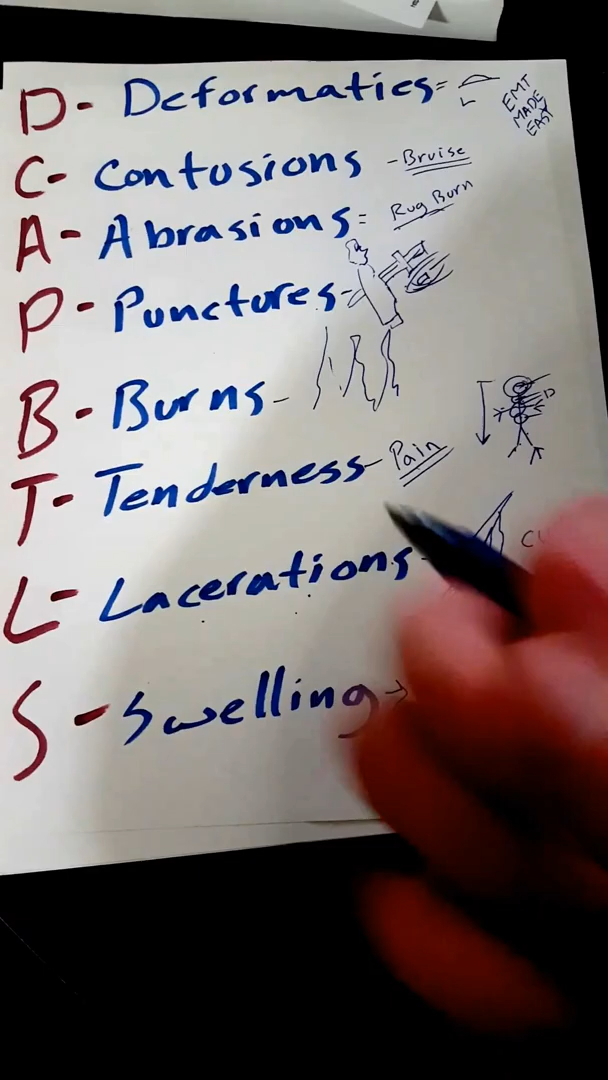 D- Deformaties=
EMT
MADE
EASY
C- Contusions - Bruise
A- Abrasions= Rug Burn
P- Punctures-
B- Burns-
T- Tenderness- Pain
L- Lacerations-
S- Swelling→